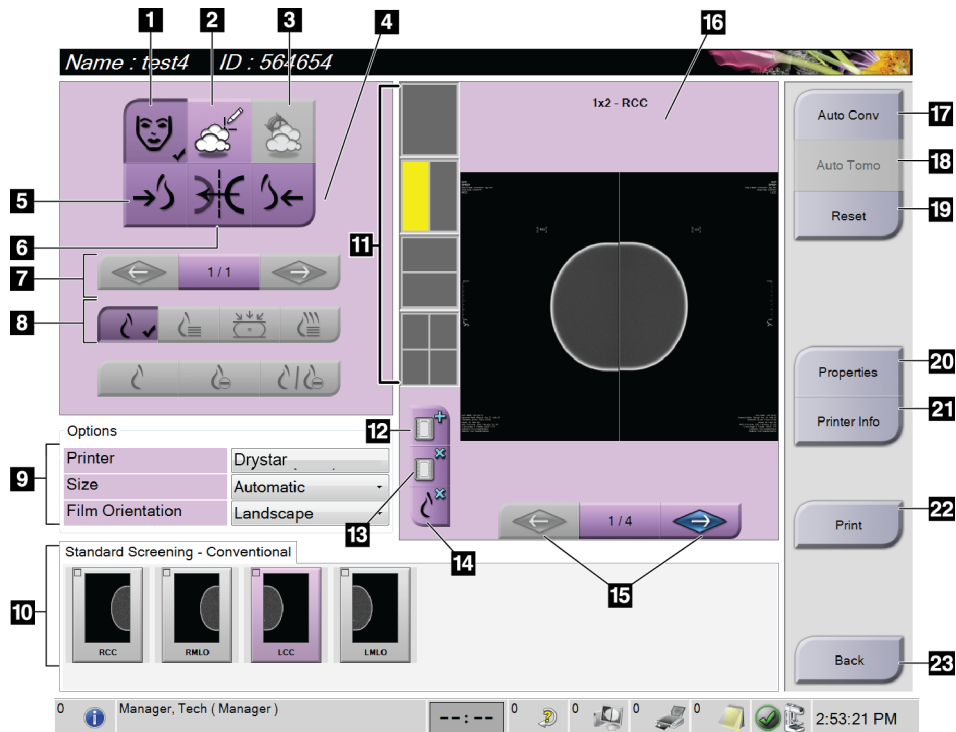 1
2
3
4
16
Name : test4 ID : 564654
1x2 - RCC
Auto Conv
17
Auto Tomo
18
5
Reset
19
6
11
7
1 / 1
8
Properties
20
12
Printer Info
21
Options
9
Printer
Drystar
Size
Automatic
Film Orientation
Landscape
13
14
1 / 4
15
Print
22
Standard Screening - Conventional
10
RCC
RMLO
LCC
LMLO
Back
23
0
Manager, Tech ( Manager )
--:--
0
0
0
0
2:53:21 PM